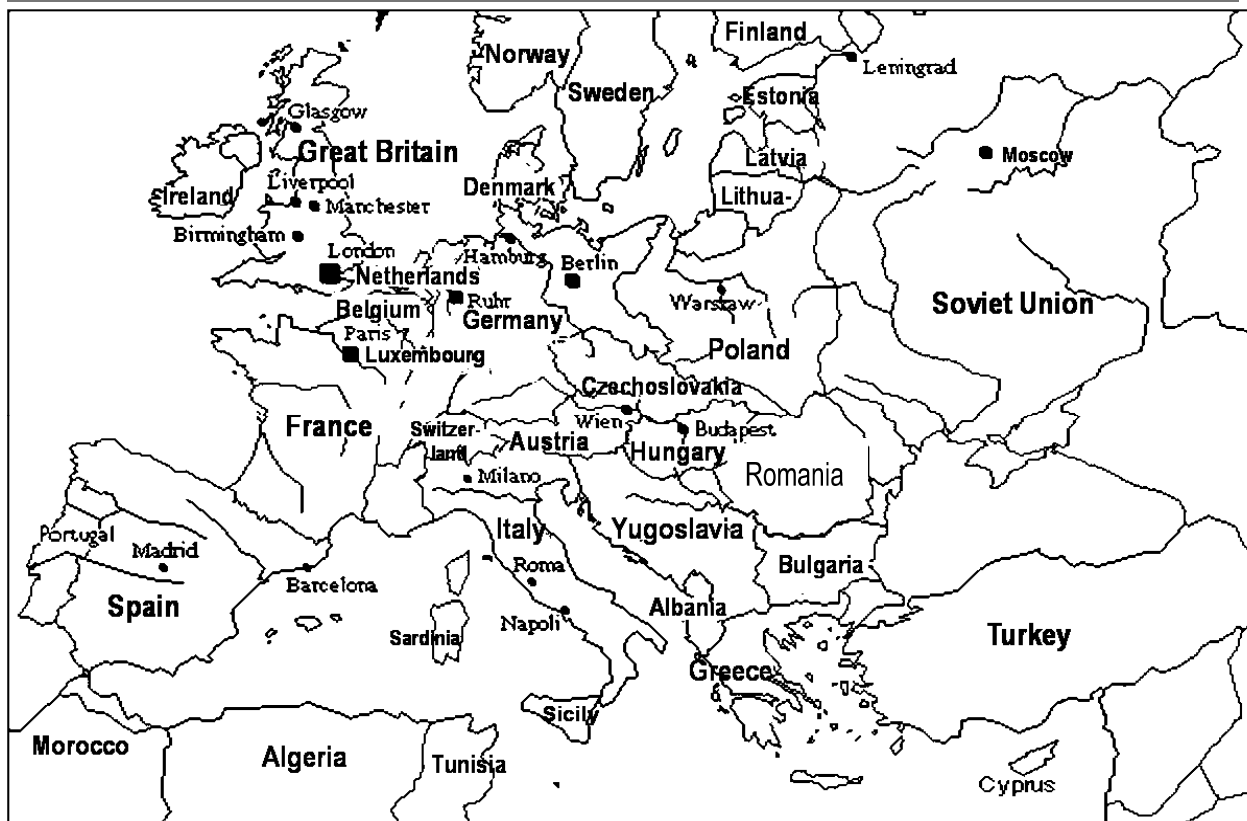 Finland
Norway
Leningrad
Sweden
Estonia
Glasgow
Great Britain
Moscow
Latvia
Liverpool
Denmark
Ireland
Lithua-
Manchester
Birmingham
London
Hamburg
Berlin
Netherlands
Ruhr
Warsaw
Soviet Union
Belgium
Germany
Paris
Poland
Luxembourg
Czechoslovakia
Wien
France
Switzer-
land
Austria
Budapest
Hungary
Milano
Romania
Portugal
Italy
Yugoslavia
Madrid
Roma
Bulgaria
Barcelona
Spain
Albania
Napoli
Sardinia
Turkey
Greece
Sicily
Morocco
Algeria
Tunisia
Cyprus